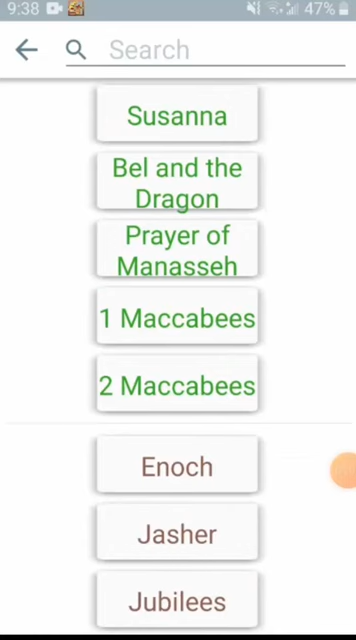 9:38 47%
Search
Susanna
Bel and the
Dragon
Prayer of
Manasseh
1 Maccabees
2 Maccabees
Enoch
Jasher
Jubilees